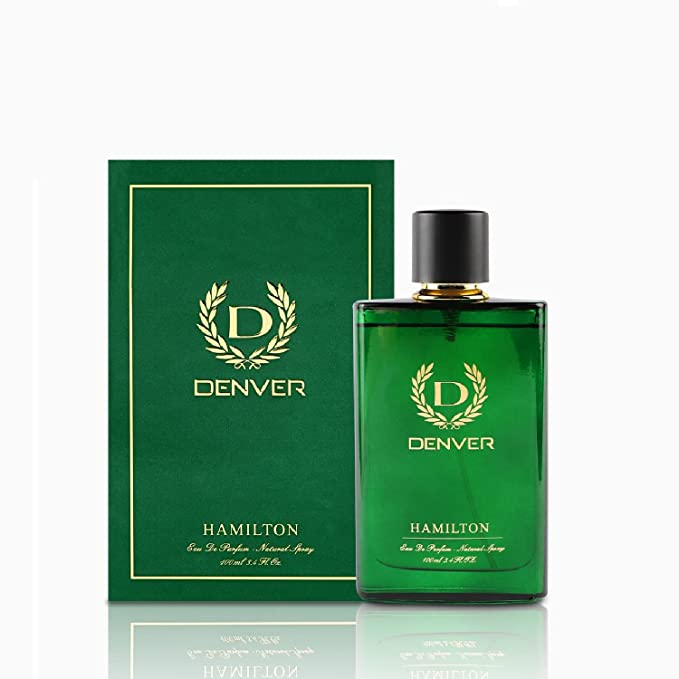 D
DENVER
HAMILTON
Eau De Parfum - Natural Spray
100ml 3.4 Fl. Oz.
D
DENVER
HAMILTON
Eau De Parfum - Natural Spray
100ml 3.4 Fl. Oz.